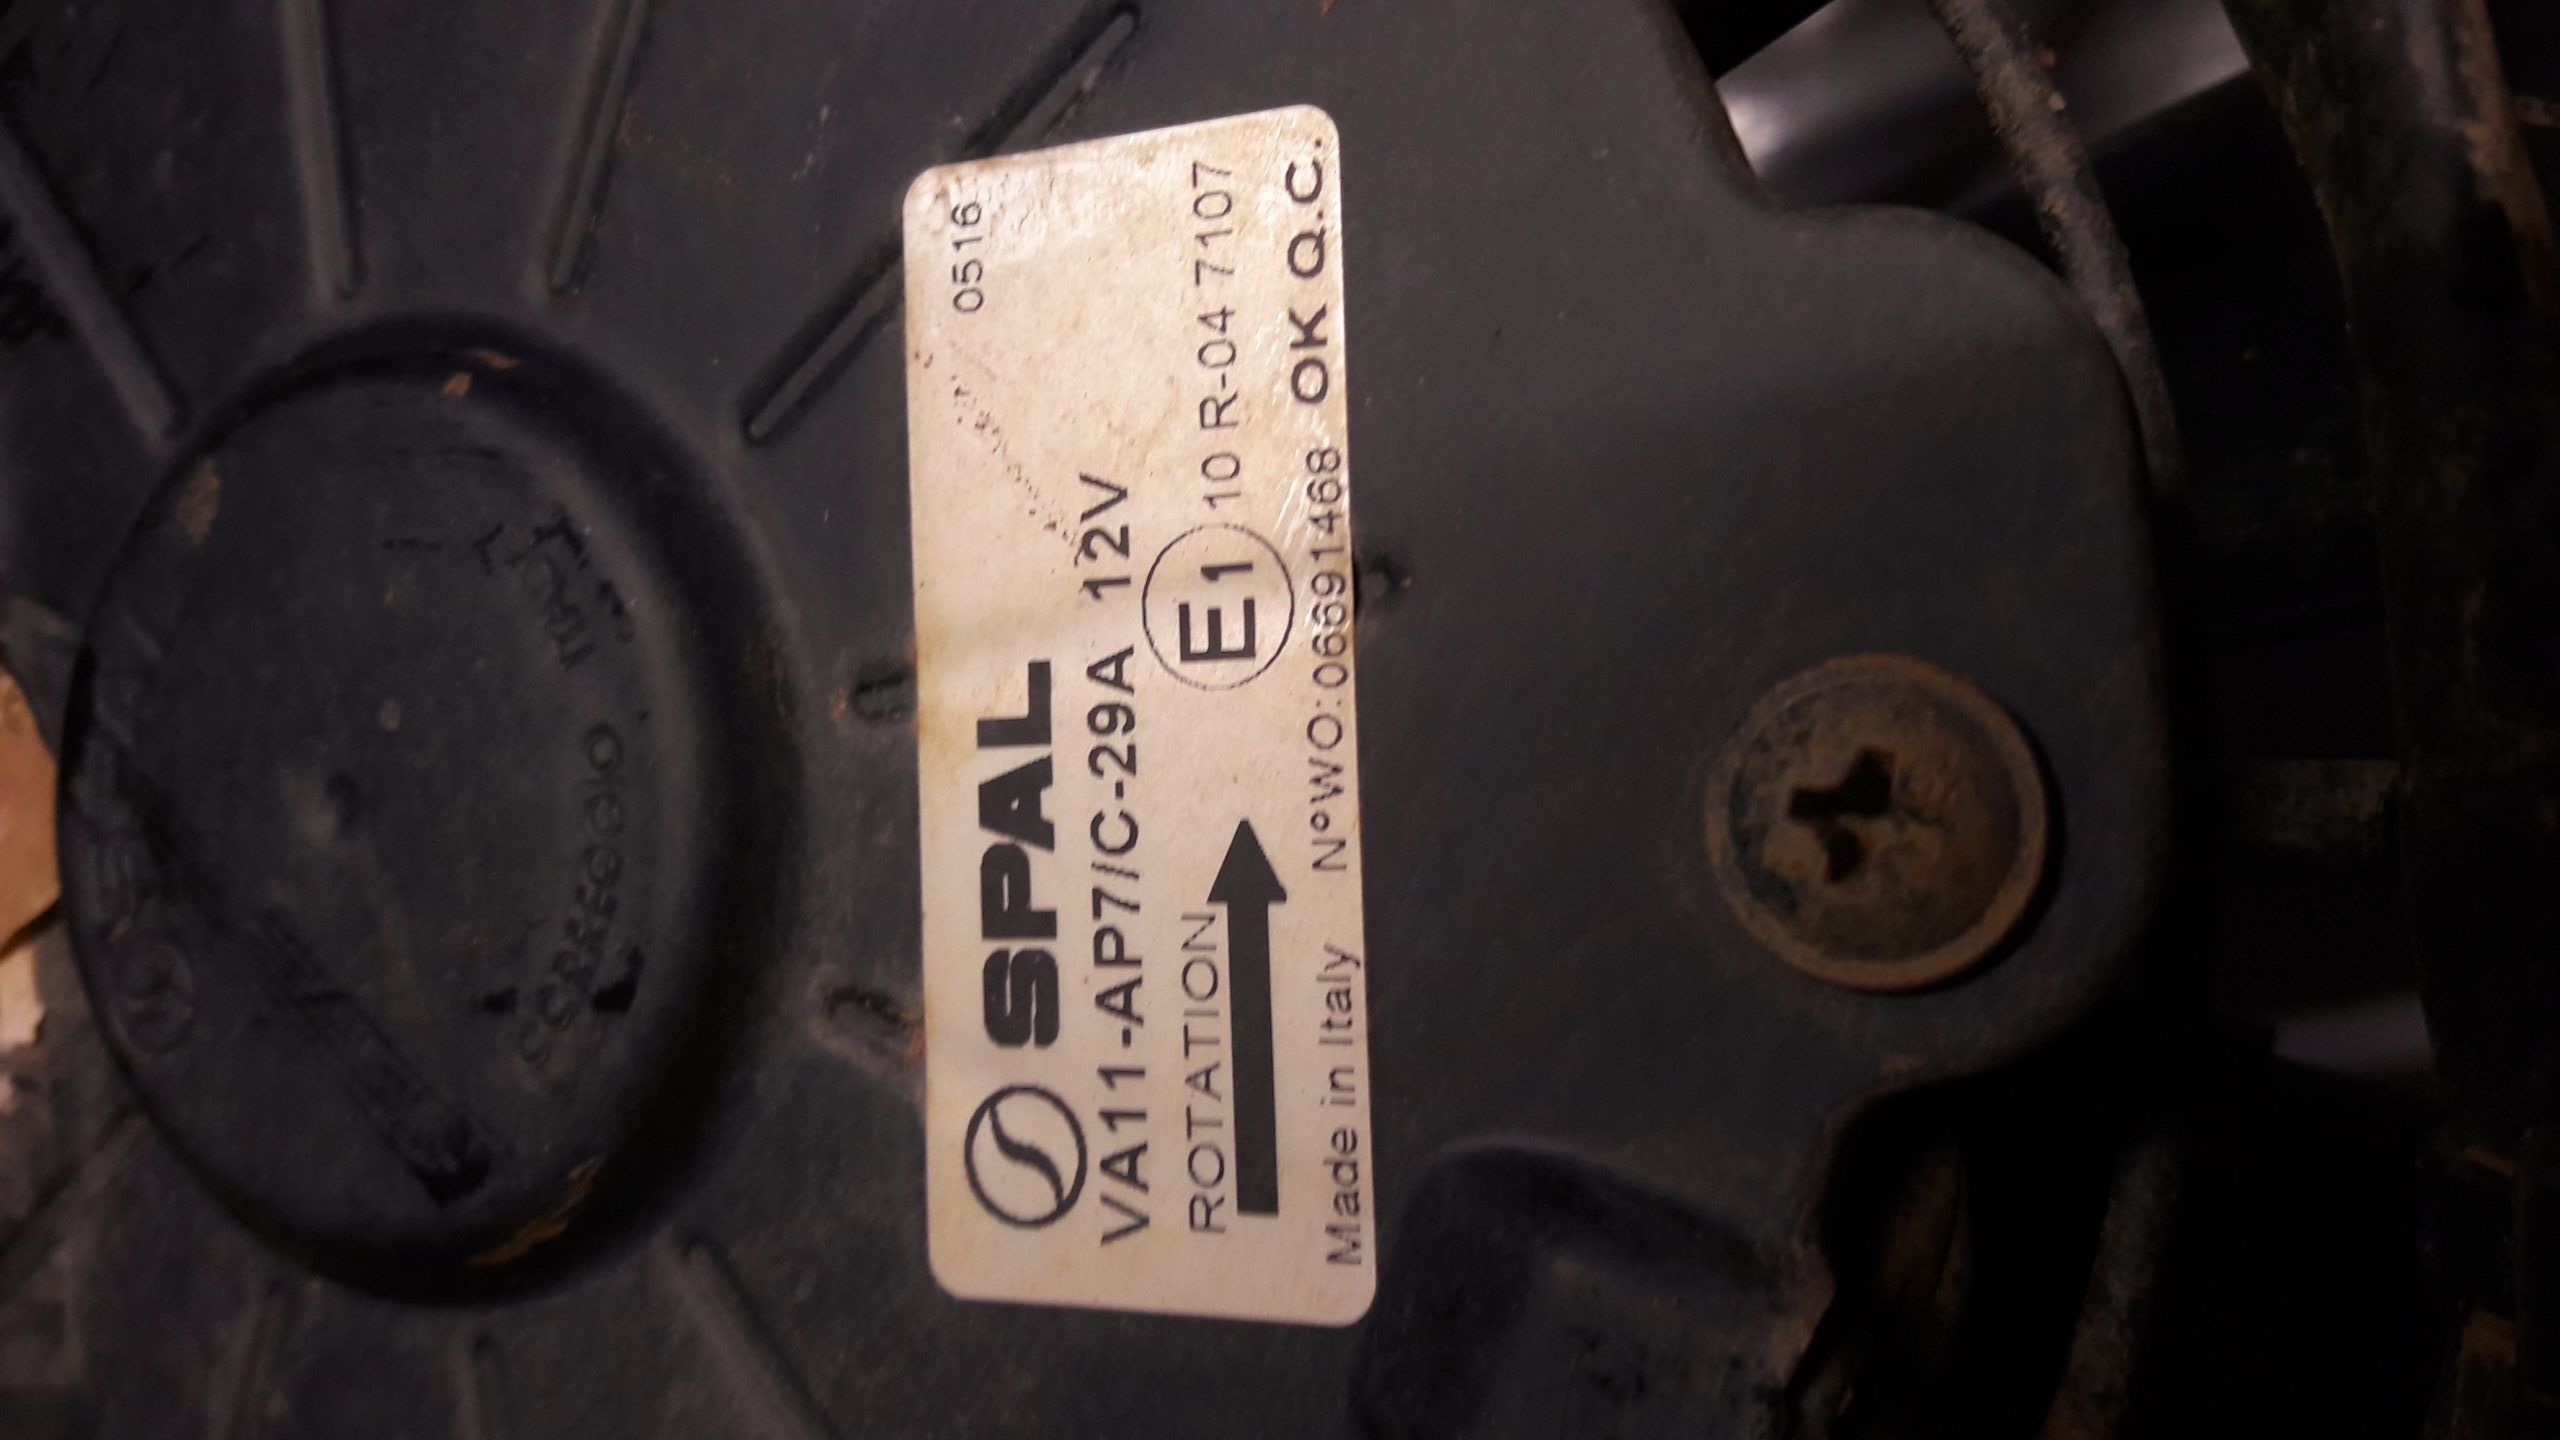 SPAL 0516
VA11-AP7/C-29A 12V
ROTATION E1 10 R-04 7107
Made in Italy N°WO:06691468 OK Q.C.